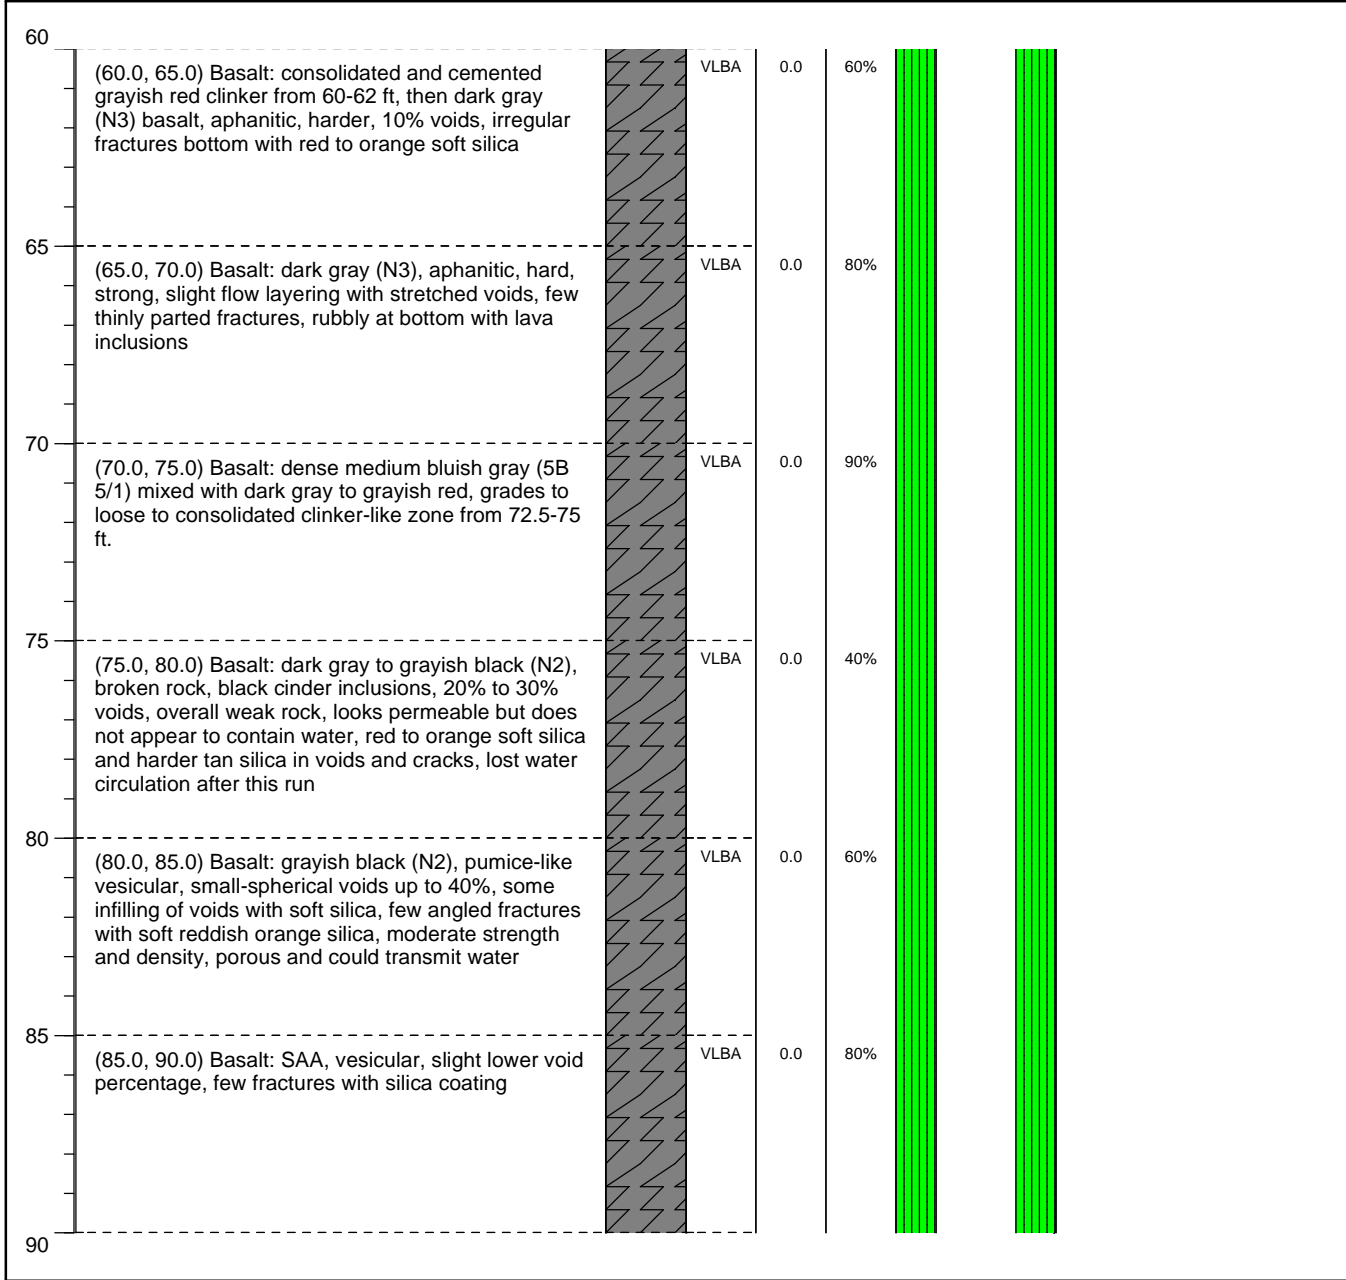 60
(60.0, 65.0) Basalt: consolidated and cemented
grayish red clinker from 60-62 ft, then dark gray
(N3) basalt, aphanitic, harder, 10% voids, irregular
fractures bottom with red to orange soft silica
VLBA 0.0 60%
65
(65.0, 70.0) Basalt: dark gray (N3), aphanitic, hard,
strong, slight flow layering with stretched voids, few
thinly parted fractures, rubbly at bottom with lava
inclusions
VLBA 0.0 80%
70
(70.0, 75.0) Basalt: dense medium bluish gray (5B
5/1) mixed with dark gray to grayish red, grades to
loose to consolidated clinker-like zone from 72.5-75
ft.
VLBA 0.0 90%
75
(75.0, 80.0) Basalt: dark gray to grayish black (N2),
broken rock, black cinder inclusions, 20% to 30%
voids, overall weak rock, looks permeable but does
not appear to contain water, red to orange soft silica
and harder tan silica in voids and cracks, lost water
circulation after this run
VLBA 0.0 40%
80
(80.0, 85.0) Basalt: grayish black (N2), pumice-like
vesicular, small-spherical voids up to 40%, some
infilling of voids with soft silica, few angled fractures
with soft reddish orange silica, moderate strength
and density, porous and could transmit water
VLBA 0.0 60%
85
(85.0, 90.0) Basalt: SAA, vesicular, slight lower void
percentage, few fractures with silica coating
VLBA 0.0 80%
90